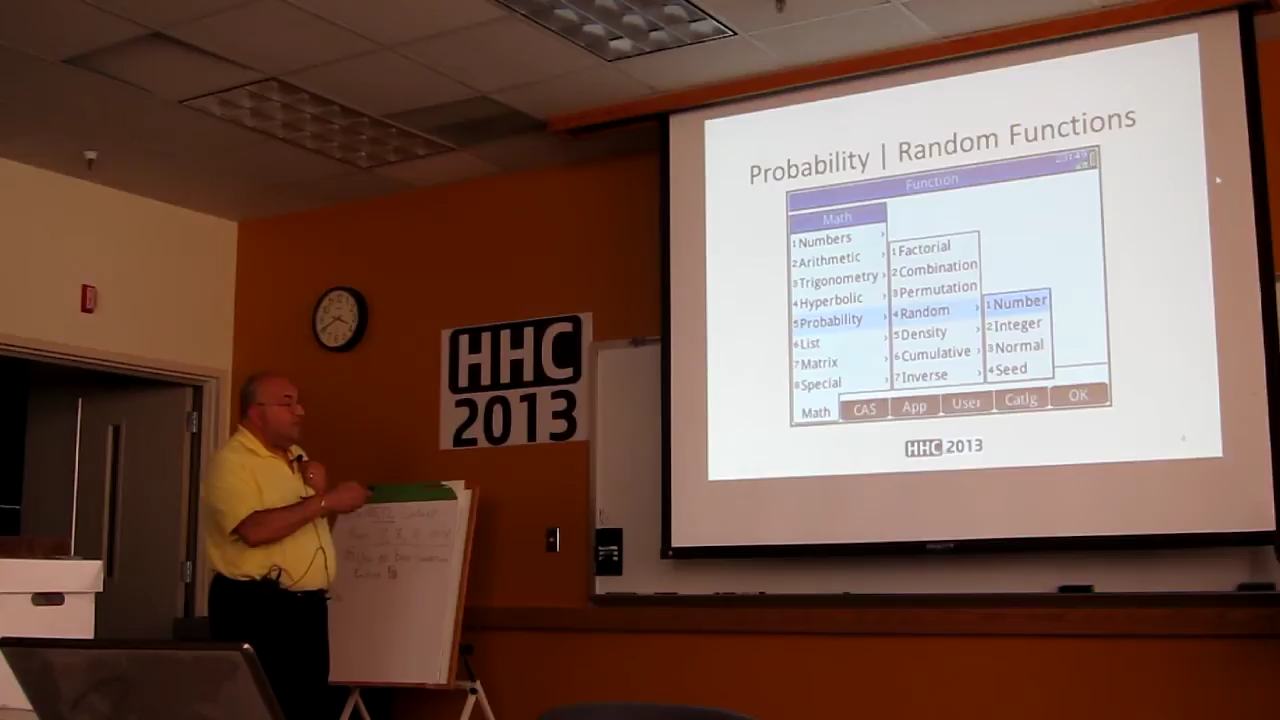 Probability | Random Functions
Function
Math
1 Numbers
2 Arithmetic
3 Trigonometry
4 Hyperbolic
5 Probability
6 List
7 Matrix
8 Special
1 Factorial
2 Combination
3 Permutation
4 Random
5 Density
6 Cumulative
7 Inverse
1 Number
2 Integer
3 Normal
4 Seed
Math CAS App User Catlg OK
HHC 2013
4
HHC
2013